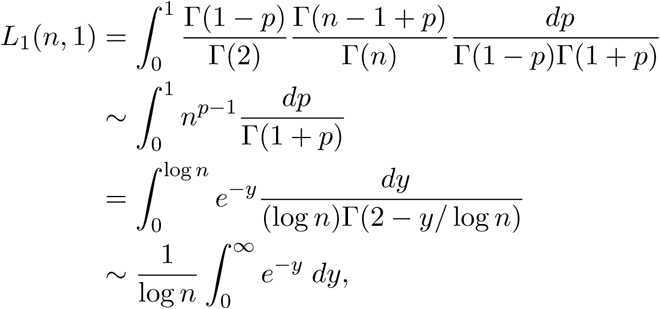 L_1(n, 1) = \int_0^1 \frac{\Gamma(1-p)}{\Gamma(2)} \frac{\Gamma(n-1+p)}{\Gamma(n)} \frac{dp}{\Gamma(1-p)\Gamma(1+p)}
\sim \int_0^1 n^{p-1} \frac{dp}{\Gamma(1+p)}
= \int_0^{\log n} e^{-y} \frac{dy}{(\log n)\Gamma(2-y/\log n)}
\sim \frac{1}{\log n} \int_0^\infty e^{-y} \, dy,